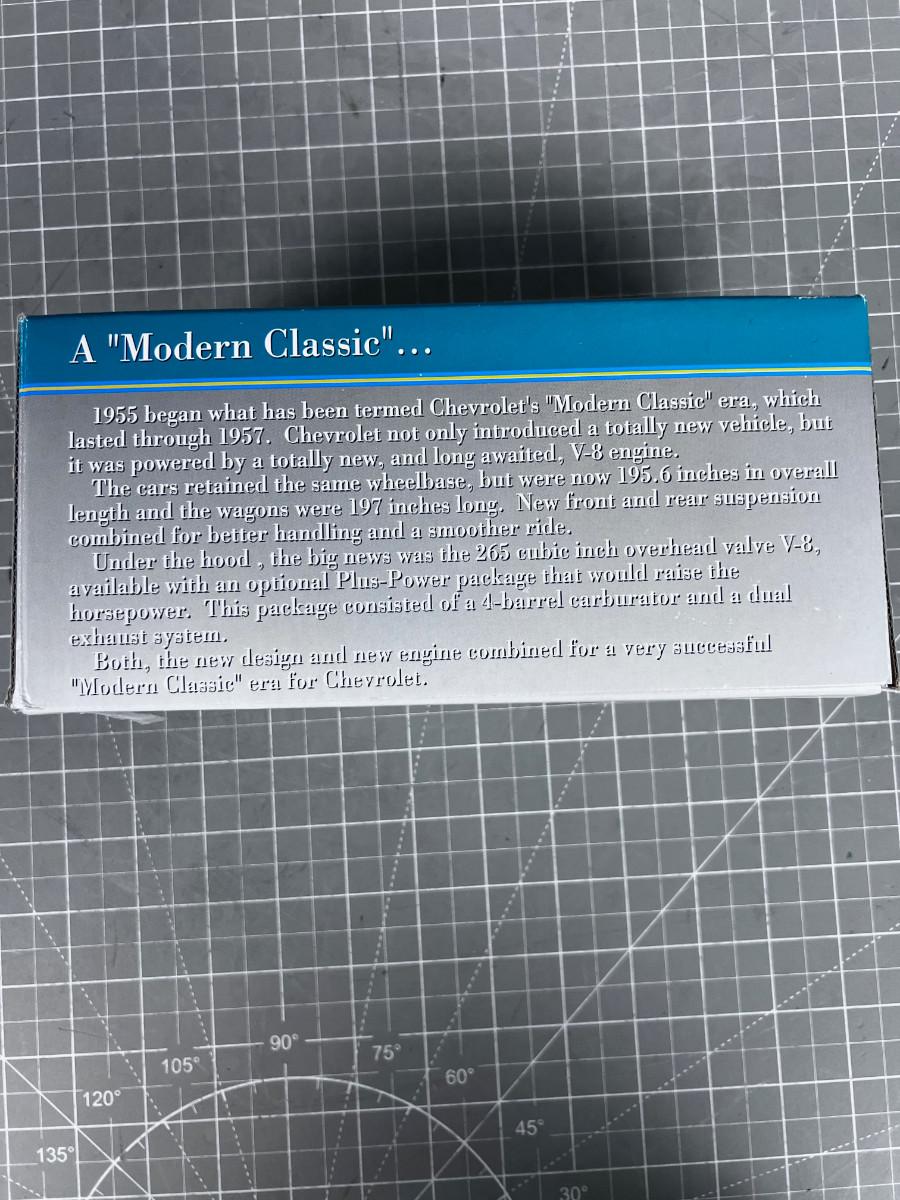 A "Modern Classic"...
1955 began what has been termed Chevrolet's "Modern Classic" era, which
lasted through 1957. Chevrolet not only introduced a totally new vehicle, but
it was powered by a totally new, and long awaited, V-8 engine.
The cars retained the same wheelbase, but were now 195.6 inches in overall
length and the wagons were 197 inches long. New front and rear suspension
combined for better handling and a smoother ride.
Under the hood , the big news was the 265 cubic inch overhead valve V-8,
available with an optional Plus-Power package that would raise the
horsepower. This package consisted of a 4-barrel carburator and a dual
exhaust system.
Both, the new design and new engine combined for a very successful
"Modern Classic" era for Chevrolet.
90°
75°
105°
60°
120°
45°
135°
30°